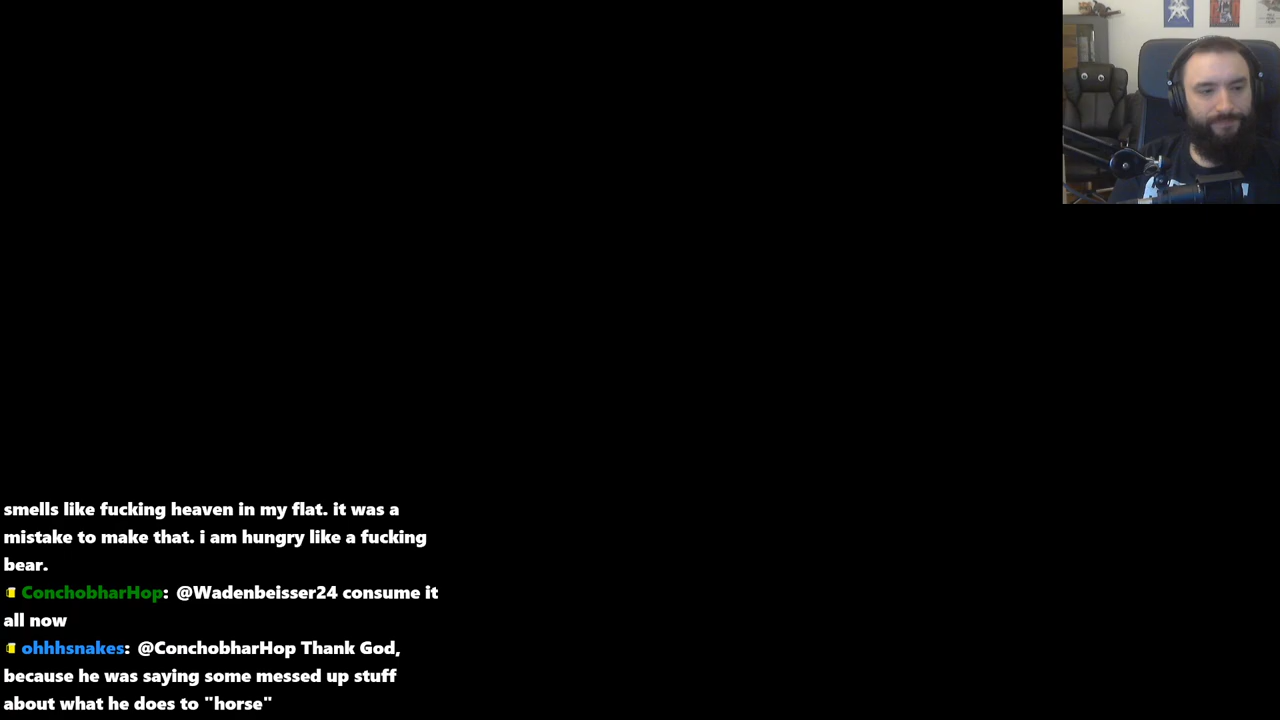 smells like fucking heaven in my flat. it was a
mistake to make that. i am hungry like a fucking
bear.
ConchobharHop: @Wadenbeisser24 consume it
all now
ohhhsnakes: @ConchobharHop Thank God,
because he was saying some messed up stuff
about what he does to "horse"